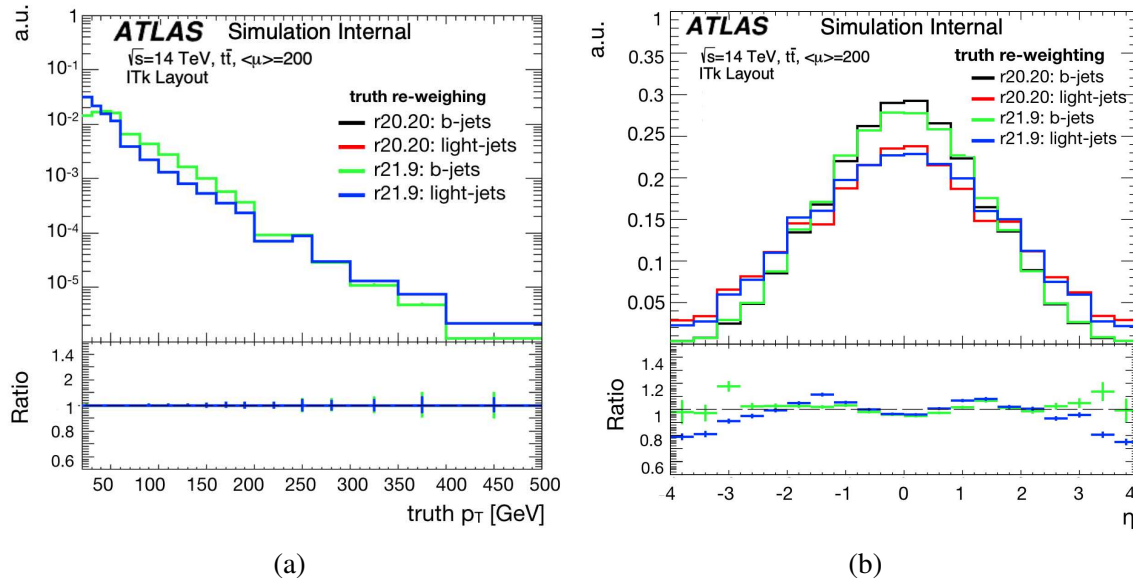 a.u.
1
10-1
10-2
10-3
10-4
10-5
ATLAS Simulation Internal
√s=14 TeV, tt̄, <μ>=200
ITk Layout
truth re-weighing
r20.20: b-jets
r20.20: light-jets
r21.9: b-jets
r21.9: light-jets
Ratio
1.4
2
1
0.8
0.6
50 100 150 200 250 300 350 400 450 500
truth pT [GeV]
(a)
a.u.
0.35
0.3
0.25
0.2
0.15
0.1
0.05
ATLAS Simulation Internal
√s=14 TeV, tt̄, <μ>=200
ITk Layout
truth re-weighting
r20.20: b-jets
r20.20: light-jets
r21.9: b-jets
r21.9: light-jets
Ratio
1.4
1.2
1
0.8
0.6
-4 -3 -2 -1 0 1 2 3 4
η
(b)